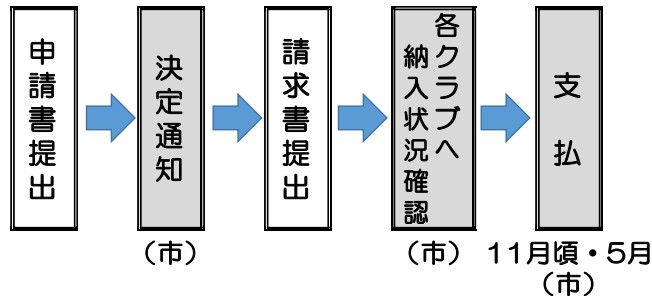 申請書提出
決定通知
請求書提出
各クラブへ
納入状況確認
支払
（市）
（市）
11月頃・5月
（市）